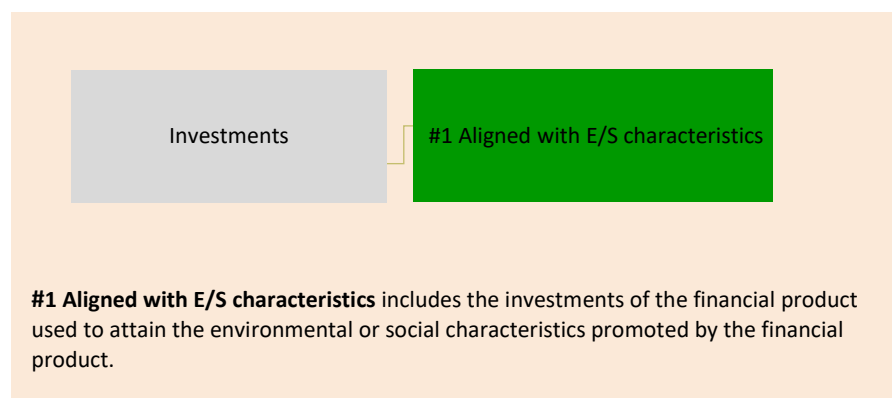 Investments
#1 Aligned with E/S characteristics
#1 Aligned with E/S characteristics includes the investments of the financial product
used to attain the environmental or social characteristics promoted by the financial
product.